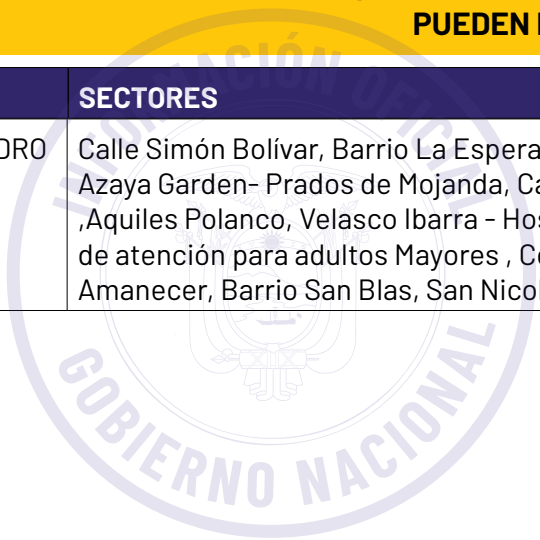 PUEDEN
SECTORES
DRO
Calle Simón Bolívar, Barrio La Espera
Azaya Garden- Prados de Mojanda, Ca
,Aquiles Polanco, Velasco Ibarra - Hos
de atención para adultos Mayores , Co
Amanecer, Barrio San Blas, San Nicol
INFORMACIÓN OFICIAL
GOBIERNO NACIONAL